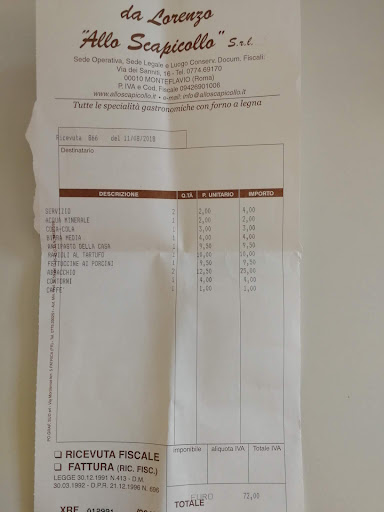 da Lorenzo
"Allo Scapicollo" S.r.l.
Sede Operativa, Sede Legale e Luogo Conserv. Docum. Fiscali:
Via dei Sanniti, 16 - Tel. 0774.69170
00010 MONTEFLAVIO (Roma)
P. IVA e Cod. Fiscale 09426901006
www.alloscapicollo.it • e-mail: info@alloscapicollo.it
Tutte le specialità gastronomiche con forno a legna
Ricevuta 866 del 11/08/2018
Destinatario
DESCRIZIONE Q.TÀ P. UNITARIO IMPORTO
SERVIZIO 2 2,00 4,00
ACQUA MINERALE 1 2,00 2,00
COCA-COLA 1 3,00 3,00
BIRRA MEDIA 1 4,00 4,00
ANTIPASTO DELLA CASA 1 9,50 9,50
RAVIOLI AL TARTUFO 1 10,00 10,00
FETTUCCINE AI PORCINI 1 9,50 9,50
ABBACCHIO 2 12,50 25,00
CONTORNI 1 4,00 4,00
CAFFE' 1 1,00 1,00
RICEVUTA FISCALE
FATTURA (RIC. FISC.)
LEGGE 30.12.1991 N.413 - D.M.
30.03.1992 - D.P.R. 21.12.1996 N. 696
imponibile aliquota IVA Totale IVA
EURO 72,00
TOTALE
XRF